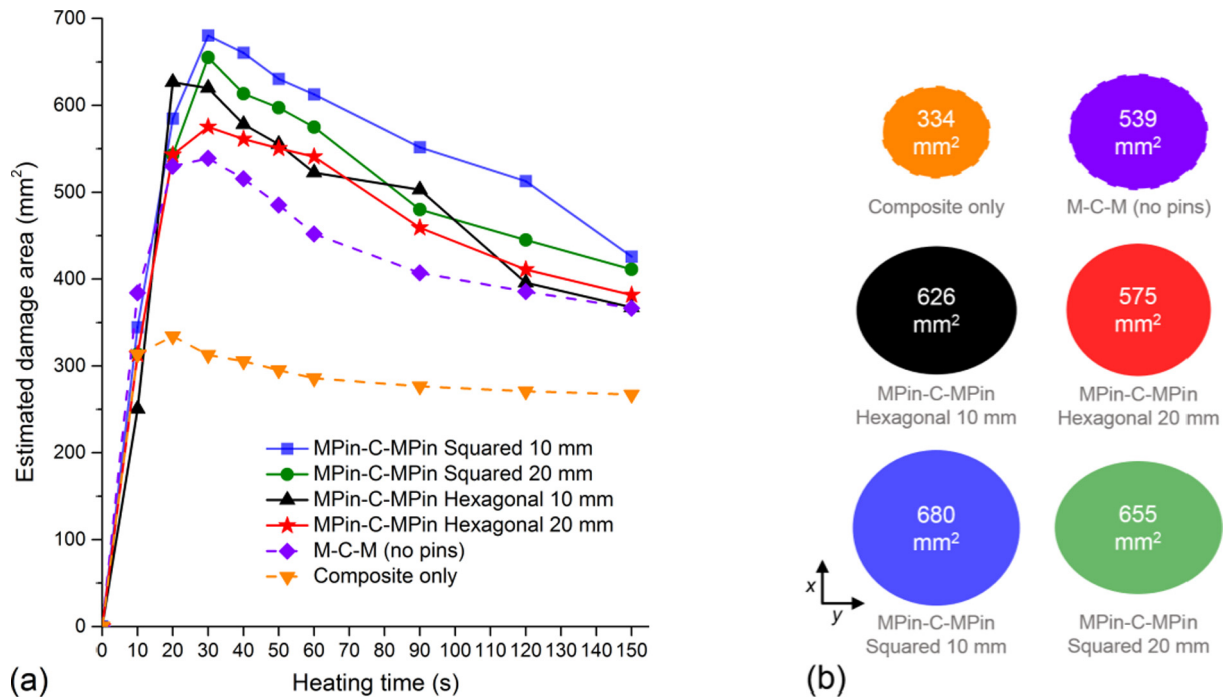 700
600
500
400
300
200
100
0
Estimated damage area (mm²)
0 10 20 30 40 50 60 70 80 90 100 110 120 130 140 150
Heating time (s)
MPin-C-MPin Squared 10 mm
MPin-C-MPin Squared 20 mm
MPin-C-MPin Hexagonal 10 mm
MPin-C-MPin Hexagonal 20 mm
M-C-M (no pins)
Composite only
(a)
334
mm²
Composite only
539
mm²
M-C-M (no pins)
626
mm²
MPin-C-MPin
Hexagonal 10 mm
575
mm²
MPin-C-MPin
Hexagonal 20 mm
680
mm²
MPin-C-MPin
Squared 10 mm
655
mm²
MPin-C-MPin
Squared 20 mm
x
y
(b)